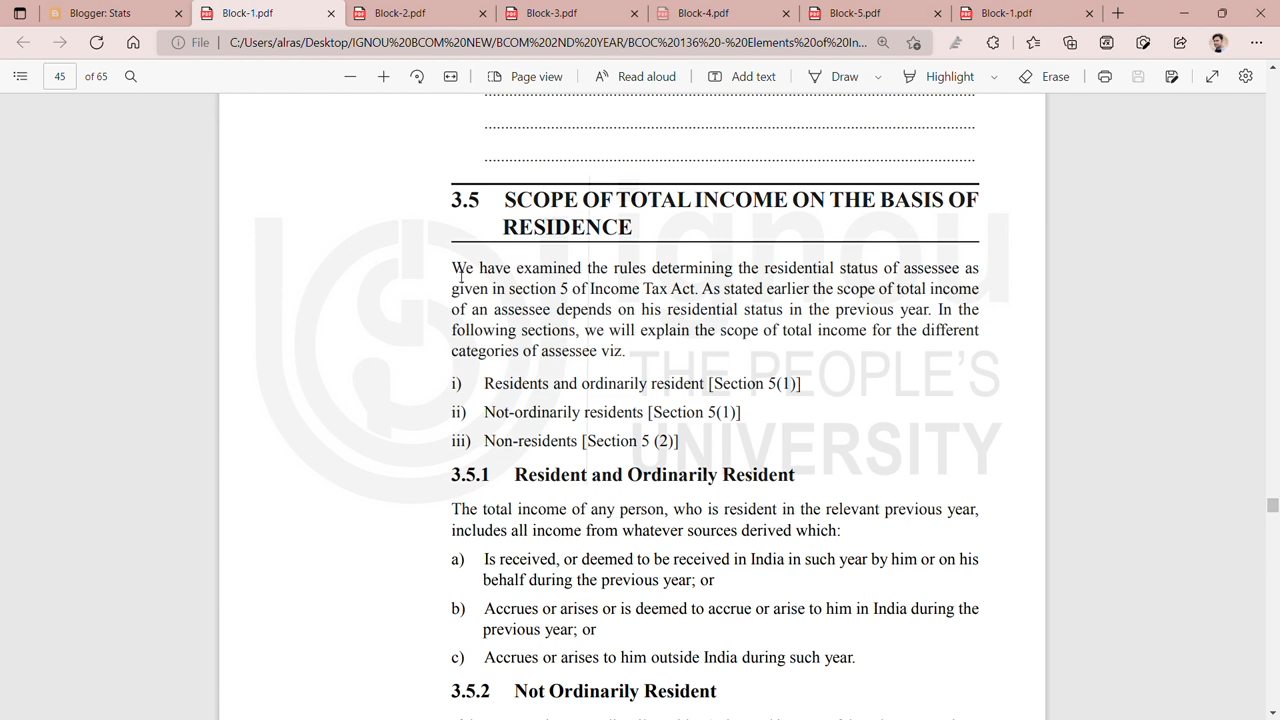 Blogger: Stats
Block-1.pdf
Block-2.pdf
Block-3.pdf
Block-4.pdf
Block-5.pdf
Block-1.pdf
File
C:/Users/alras/Desktop/IGNOU%20BCOM%20NEW/BCOM%202ND%20YEAR/BCOC%20136%20-%20Elements%20of%20In...
45 of 65
Page view
Read aloud
Add text
Draw
Highlight
Erase
................................................................................................................
................................................................................................................
................................................................................................................
3.5 SCOPE OF TOTAL INCOME ON THE BASIS OF
RESIDENCE
We have examined the rules determining the residential status of assessee as
given in section 5 of Income Tax Act. As stated earlier the scope of total income
of an assessee depends on his residential status in the previous year. In the
following sections, we will explain the scope of total income for the different
categories of assessee viz.
i) Residents and ordinarily resident [Section 5(1)]
ii) Not-ordinarily residents [Section 5(1)]
iii) Non-residents [Section 5 (2)]
3.5.1 Resident and Ordinarily Resident
The total income of any person, who is resident in the relevant previous year,
includes all income from whatever sources derived which:
a) Is received, or deemed to be received in India in such year by him or on his
behalf during the previous year; or
b) Accrues or arises or is deemed to accrue or arise to him in India during the
previous year; or
c) Accrues or arises to him outside India during such year.
3.5.2 Not Ordinarily Resident
ignou
THE PEOPLE'S
UNIVERSITY